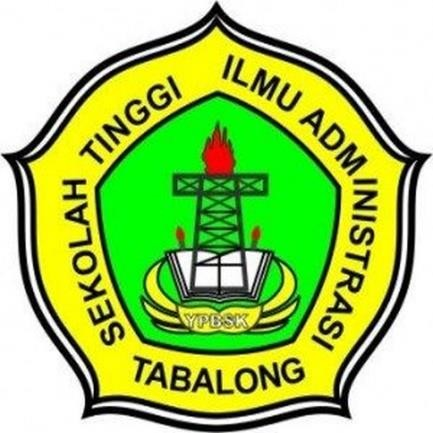 SEKOLAH TINGGI ILMU ADMINISTRASI
TABALONG
YPBSK